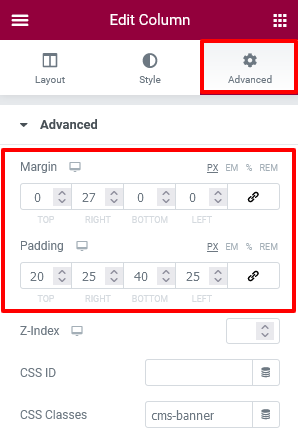 Edit Column
Layout Style Advanced
Advanced
Margin PX EM % REM
0 27 0 0
TOP RIGHT BOTTOM LEFT
Padding PX EM % REM
20 25 40 25
TOP RIGHT BOTTOM LEFT
Z-Index
CSS ID
CSS Classes cms-banner